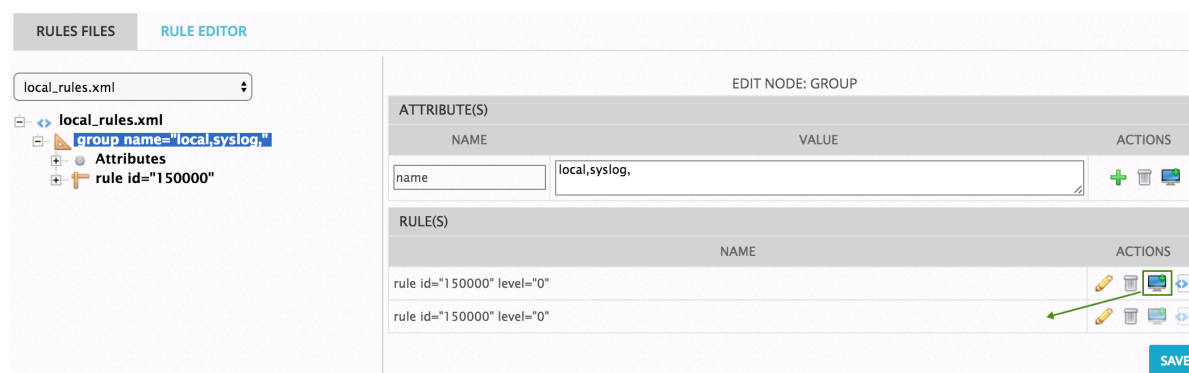 RULES FILES RULE EDITOR
local_rules.xml
local_rules.xml
group name="local,syslog,"
Attributes
rule id="150000"
EDIT NODE: GROUP
ATTRIBUTE(S)
NAME VALUE ACTIONS
name local,syslog,
RULE(S)
NAME ACTIONS
rule id="150000" level="0"
rule id="150000" level="0"
SAVE